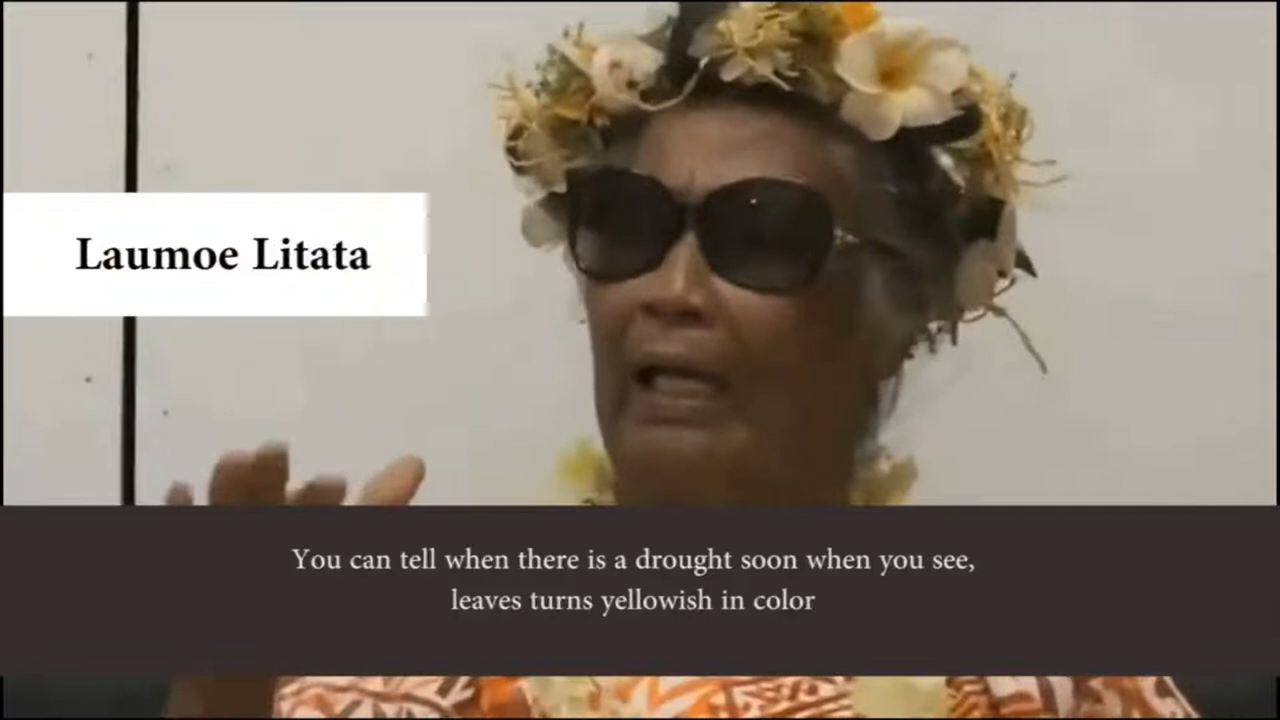 Laumoe Litata
You can tell when there is a drought soon when you see,
leaves turns yellowish in color